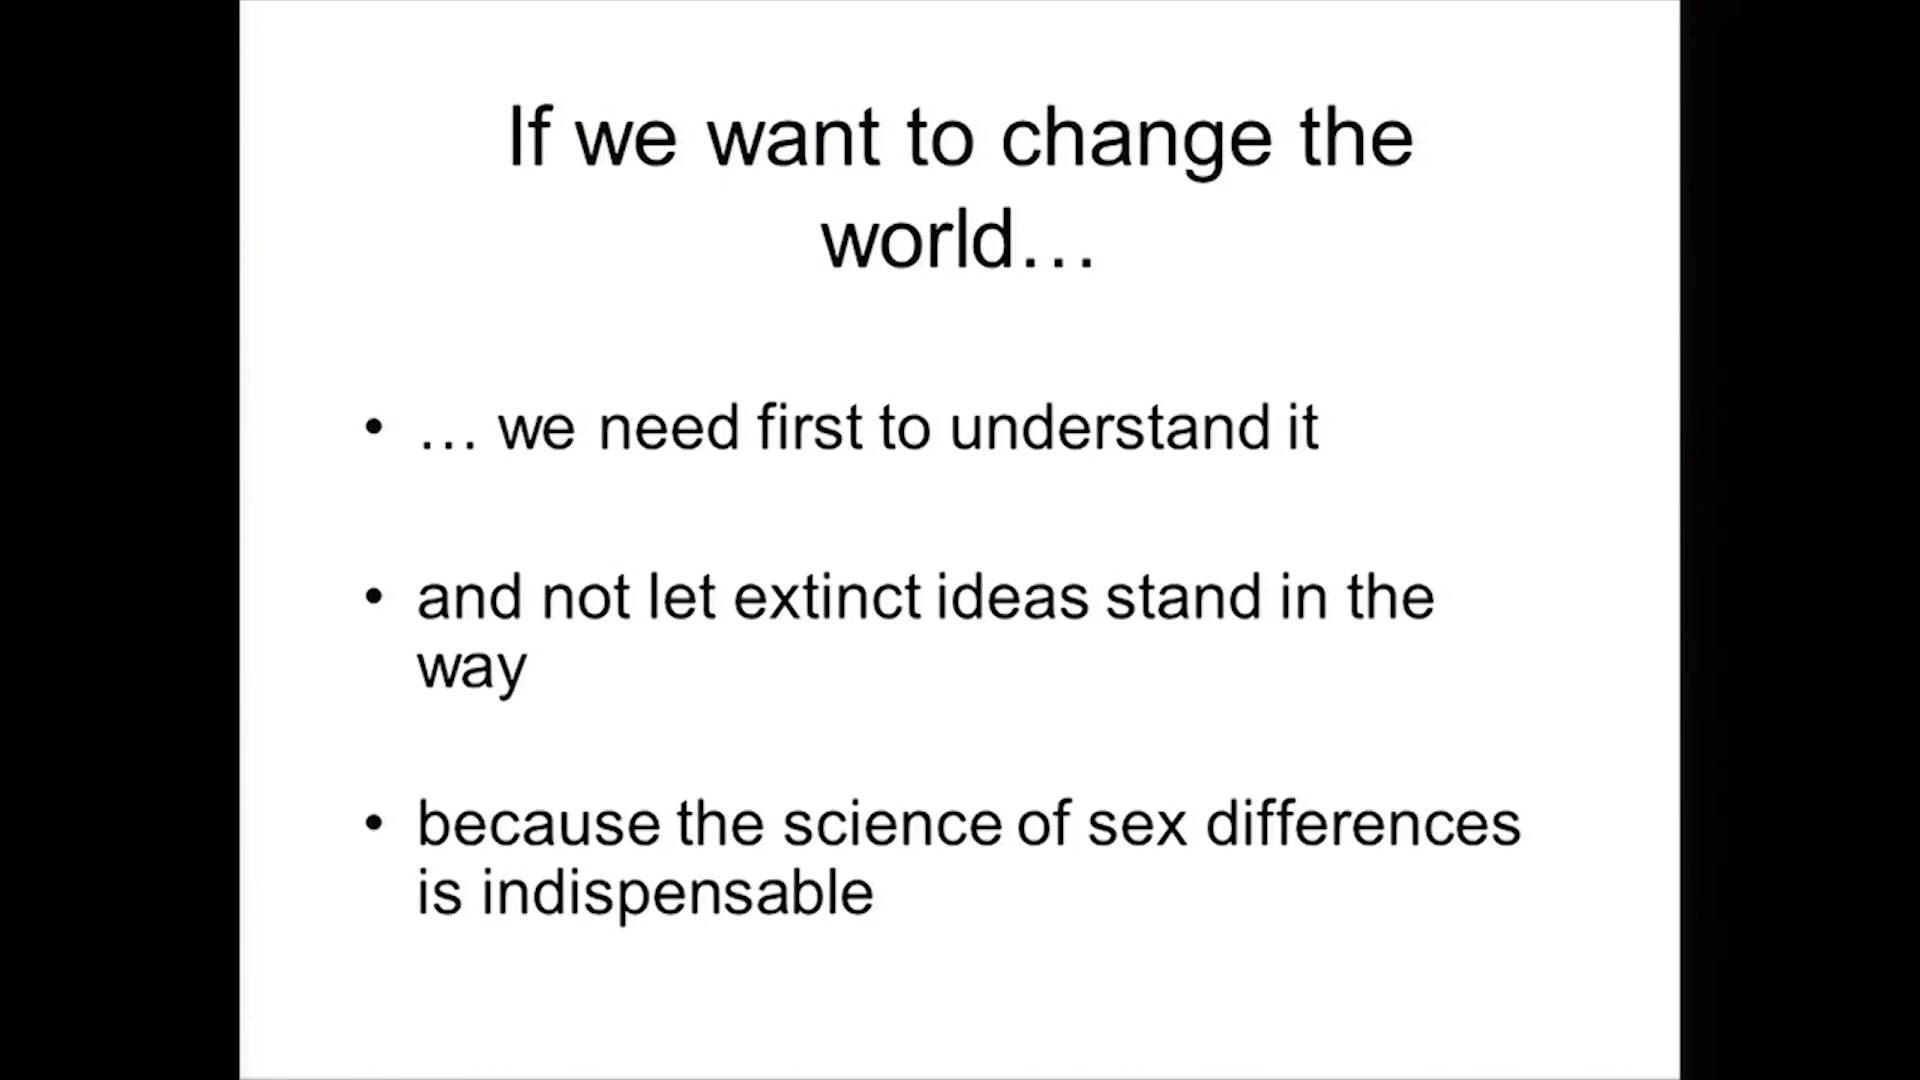 If we want to change the
world…
• … we need first to understand it
• and not let extinct ideas stand in the
way
• because the science of sex differences
is indispensable